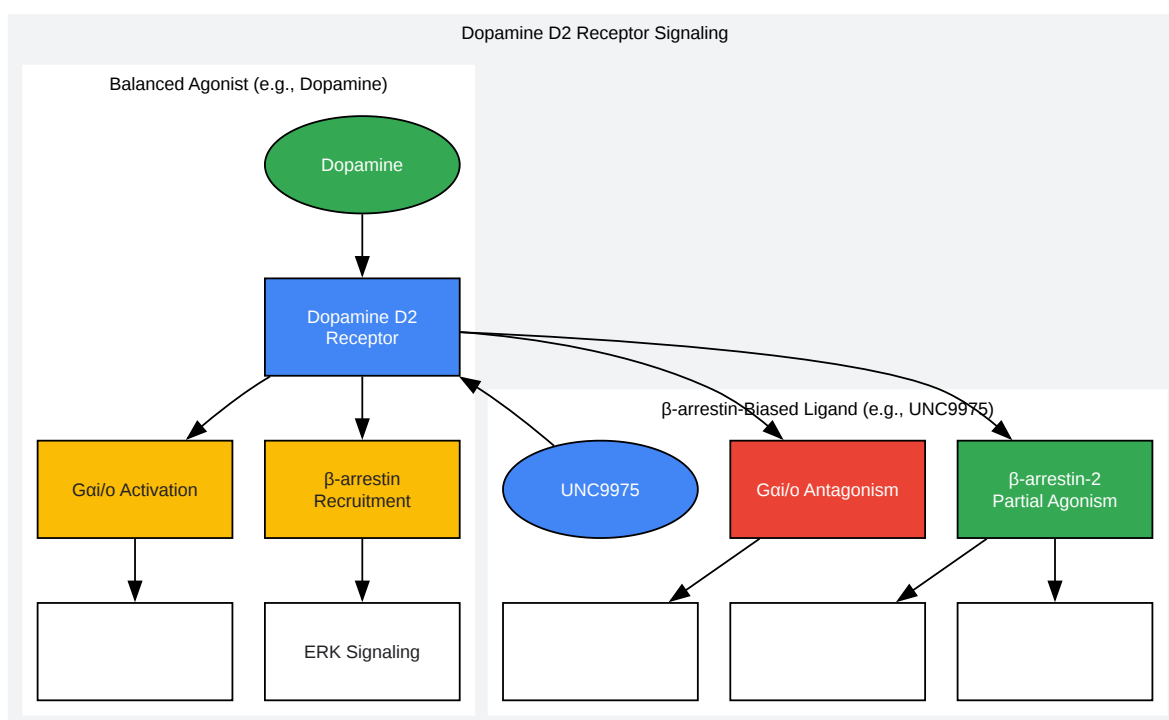 Dopamine D2 Receptor Signaling
Balanced Agonist (e.g., Dopamine)
Dopamine
Dopamine D2
Receptor
β-arrestin-Biased Ligand (e.g., UNC9975)
Gαi/o Activation
β-arrestin
Recruitment
UNC9975
Gαi/o Antagonism
β-arrestin-2
Partial Agonism
ERK Signaling